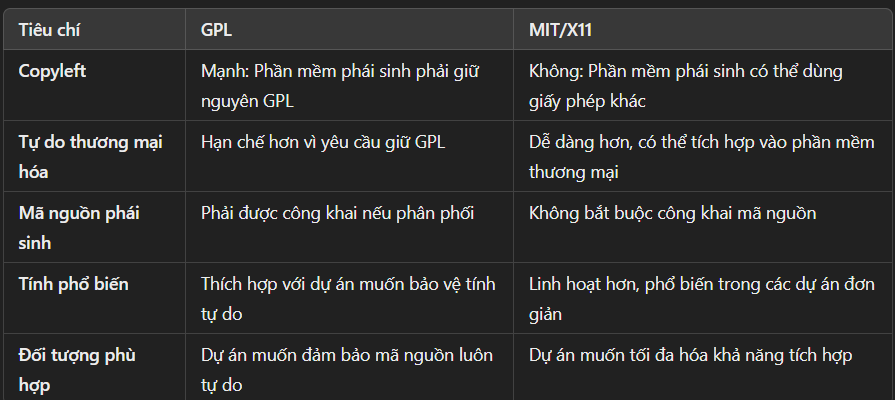 Tiêu chí GPL MIT/X11
Copyleft Mạnh: Phần mềm phái sinh phải giữ nguyên GPL Không: Phần mềm phái sinh có thể dùng giấy phép khác
Tự do thương mại hóa Hạn chế hơn vì yêu cầu giữ GPL Dễ dàng hơn, có thể tích hợp vào phần mềm thương mại
Mã nguồn phái sinh Phải được công khai nếu phân phối Không bắt buộc công khai mã nguồn
Tính phổ biến Thích hợp với dự án muốn bảo vệ tính tự do Linh hoạt hơn, phổ biến trong các dự án đơn giản
Đối tượng phù hợp Dự án muốn đảm bảo mã nguồn luôn tự do Dự án muốn tối đa hóa khả năng tích hợp